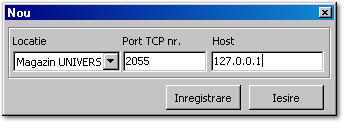 Nou
Locatie Port TCP nr. Host
Magazin UNIVERS 2055 127.0.0.1
Inregistrare Iesire